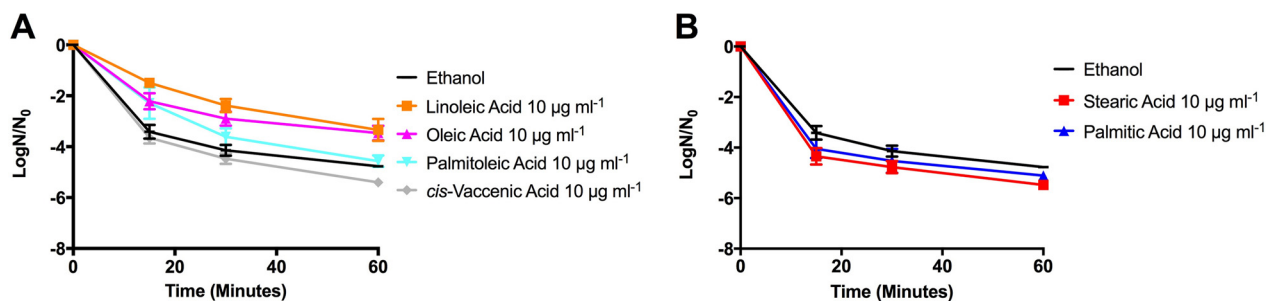 A
LogN/N0
0
-2
-4
-6
-8
0
20
40
60
Time (Minutes)
Ethanol
Linoleic Acid 10 µg ml-1
Oleic Acid 10 µg ml-1
Palmitoleic Acid 10 µg ml-1
cis-Vaccenic Acid 10 µg ml-1
B
LogN/N0
0
-2
-4
-6
-8
0
20
40
60
Time (Minutes)
Ethanol
Stearic Acid 10 µg ml-1
Palmitic Acid 10 µg ml-1